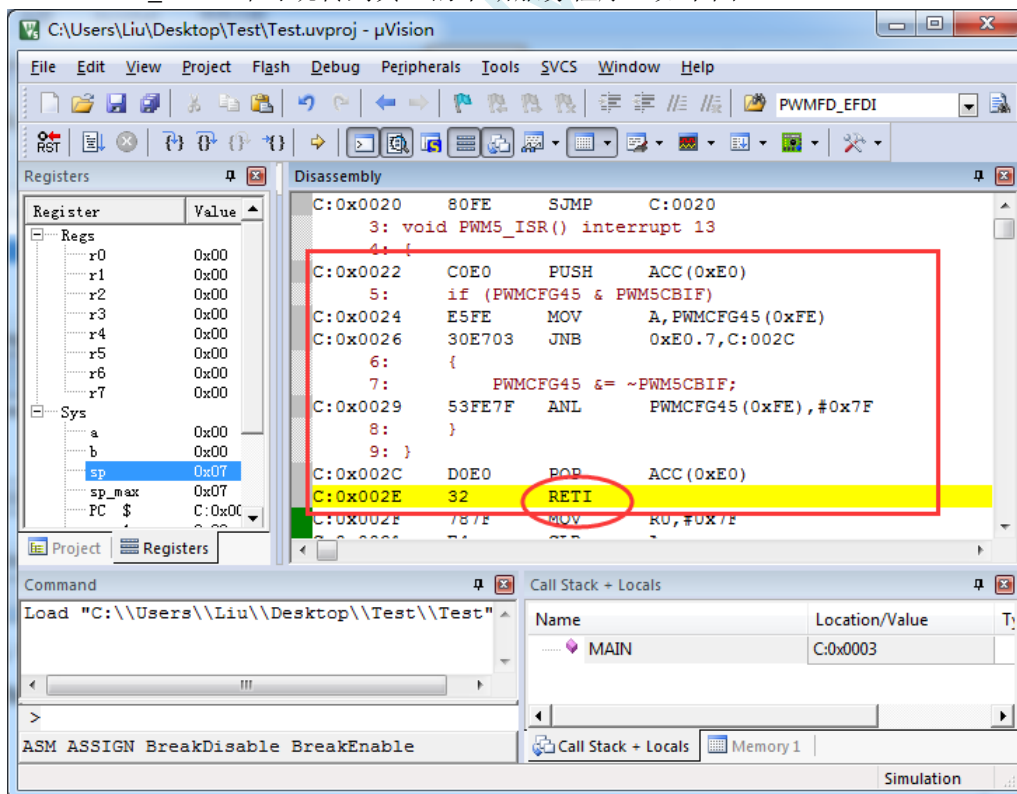 C:\Users\Liu\Desktop\Test\Test.uvproj - µVision
File Edit View Project Flash Debug Peripherals Tools SVCS Window Help
PWMFD_EFDI
RST
Registers
Register Value
Regs
r0 0x00
r1 0x00
r2 0x00
r3 0x00
r4 0x00
r5 0x00
r6 0x00
r7 0x00
Sys
a 0x00
b 0x00
sp 0x07
sp_max 0x07
PC $ C:0x00
Project Registers
Disassembly
C:0x0020 80FE SJMP C:0020
3: void PWM5_ISR() interrupt 13
4: {
C:0x0022 C0E0 PUSH ACC(0xE0)
5: if (PWMCFG45 & PWM5CBIF)
C:0x0024 E5FE MOV A,PWMCFG45(0xFE)
C:0x0026 30E703 JNB 0xE0.7,C:002C
6: {
7: PWMCFG45 &= ~PWM5CBIF;
C:0x0029 53FE7F ANL PWMCFG45(0xFE),#0x7F
8: }
9: }
C:0x002C D0E0 POP ACC(0xE0)
C:0x002E 32 RETI
C:0x002F 787F MOV R0,#0x7F
Command
Load "C:\\Users\\Liu\\Desktop\\Test\\Test"
>
ASM ASSIGN BreakDisable BreakEnable
Call Stack + Locals
Name Location/Value
MAIN C:0x0003
Call Stack + Locals Memory 1
Simulation